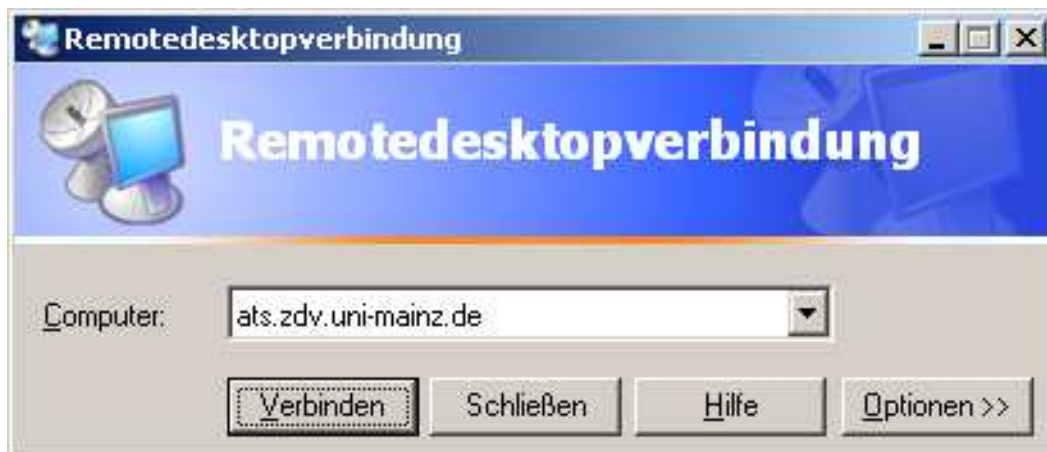 Remotedesktopverbindung
Remotedesktopverbindung
Computer: ats.zdv.uni-mainz.de
Verbinden Schließen Hilfe Optionen >>